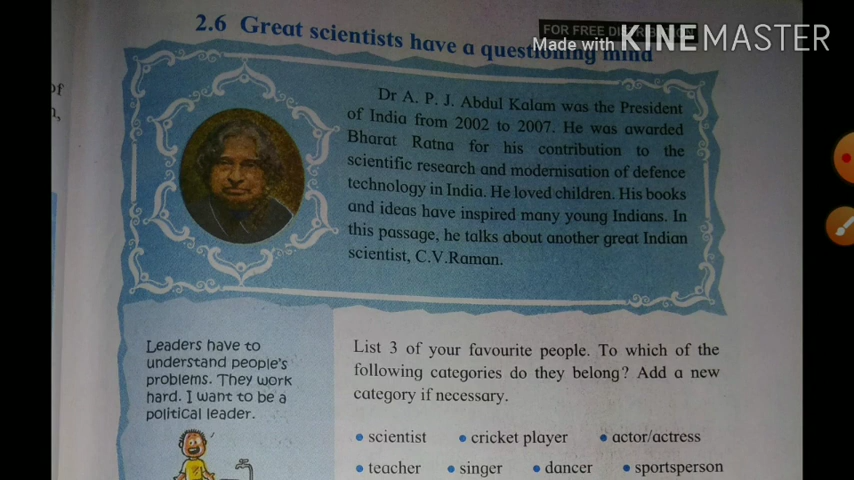 2.6 Great scientists have a questioning mind
FOR FREE
Made with KINEMASTER
of
Dr A. P. J. Abdul Kalam was the President
of India from 2002 to 2007. He was awarded
Bharat Ratna for his contribution to the
scientific research and modernisation of defence
technology in India. He loved children. His books
and ideas have inspired many young Indians. In
this passage, he talks about another great Indian
scientist, C.V.Raman.
Leaders have to
understand people's
problems. They work
hard. I want to be a
political leader.
List 3 of your favourite people. To which of the
following categories do they belong? Add a new
category if necessary.
• scientist • cricket player • actor/actress
• teacher • singer • dancer • sportsperson